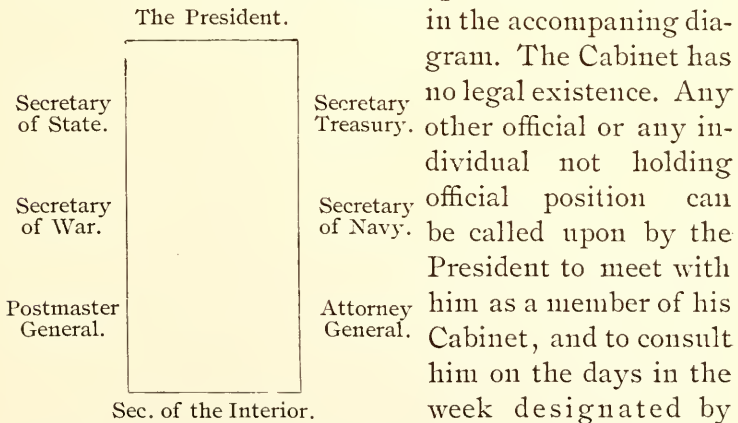 The President.
Secretary
of State.
Secretary
Treasury.
Secretary
of War.
Secretary
of Navy.
Postmaster
General.
Attorney
General.
Sec. of the Interior.
in the accompaning dia-
gram. The Cabinet has
no legal existence. Any
other official or any in-
dividual not holding
official position can
be called upon by the
President to meet with
him as a member of his
Cabinet, and to consult
him on the days in the
week designated by